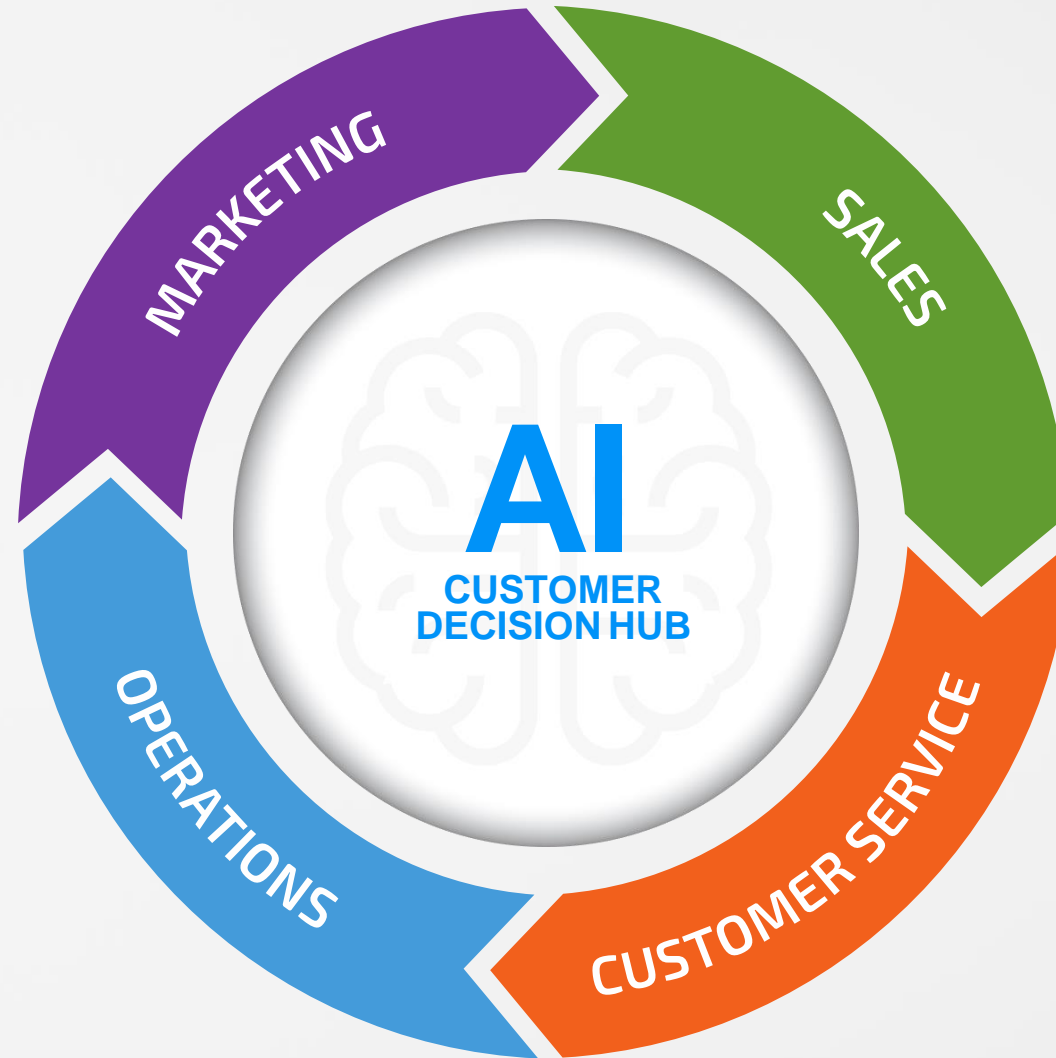 MARKETING
SALES
AI
CUSTOMER
DECISION HUB
OPERATIONS
CUSTOMER SERVICE